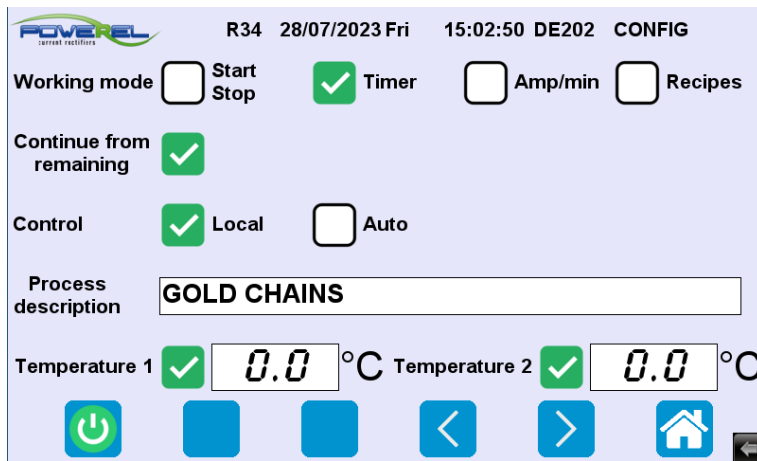 POWEREL R34 28/07/2023 Fri 15:02:50 DE202 CONFIG
current rectifiers
Working mode Start Stop Timer Amp/min Recipes
Continue from
remaining
Control Local Auto
Process
description GOLD CHAINS
Temperature 1 0.0 °C Temperature 2 0.0 °C